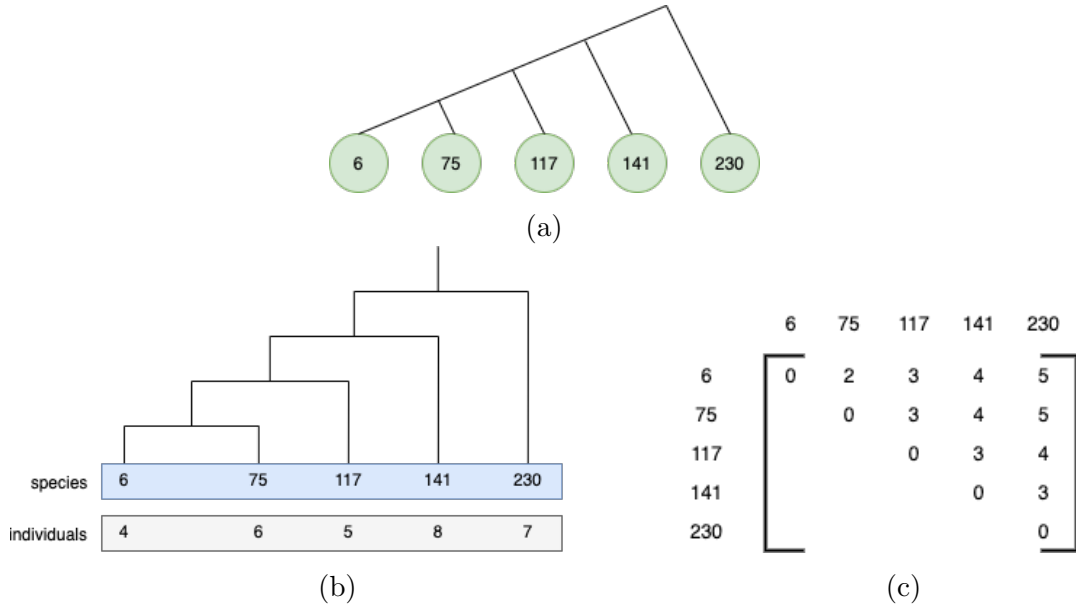 6 75 117 141 230
(a)
species 6 75 117 141 230
individuals 4 6 5 8 7
(b)
6 75 117 141 230
6 0 2 3 4 5
75 0 3 4 5
117 0 3 4
141 0 3
230 0
(c)